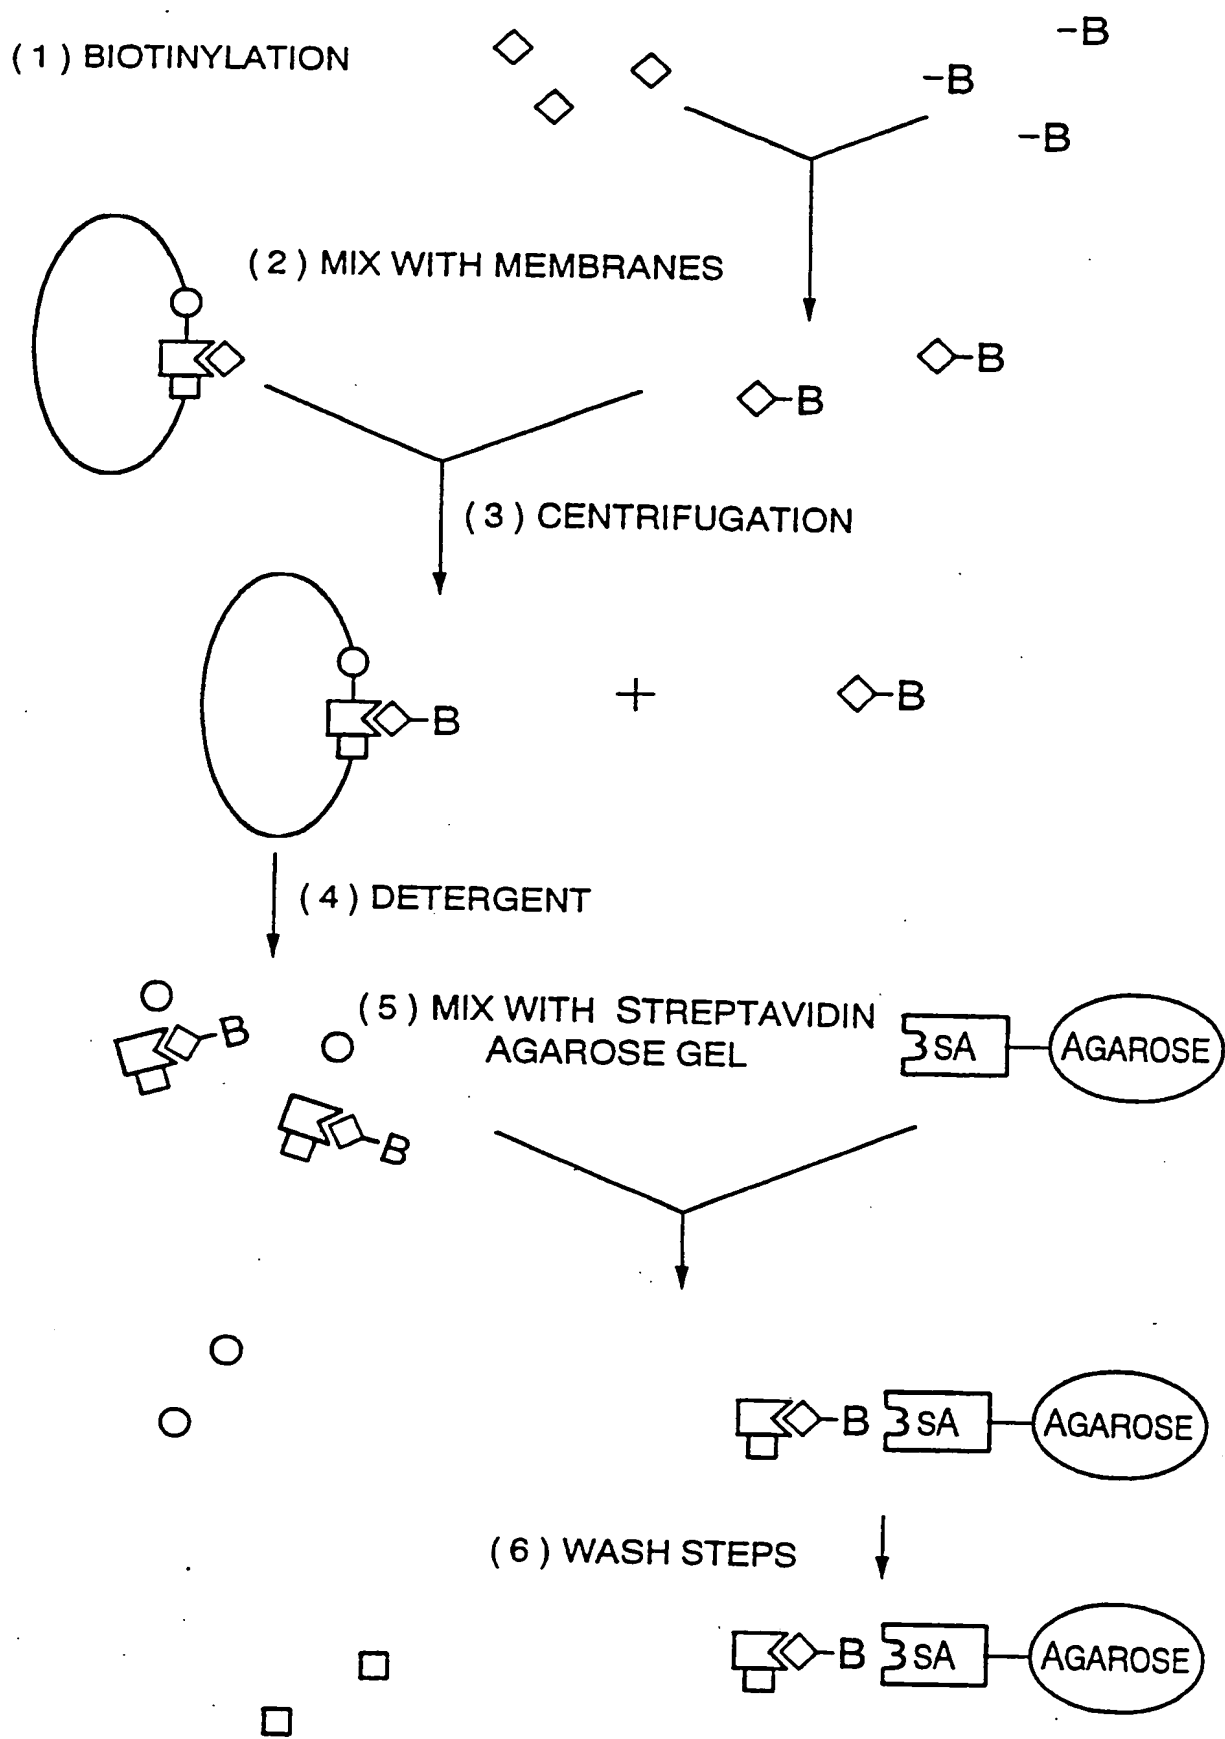 (1) BIOTINYLATION
-B
-B
-B
(2) MIX WITH MEMBRANES
-B
-B
(3) CENTRIFUGATION
-B
+
-B
(4) DETERGENT
-B
-B
(5) MIX WITH STREPTAVIDIN
AGAROSE GEL
SA
AGAROSE
-B
SA
AGAROSE
(6) WASH STEPS
-B
SA
AGAROSE